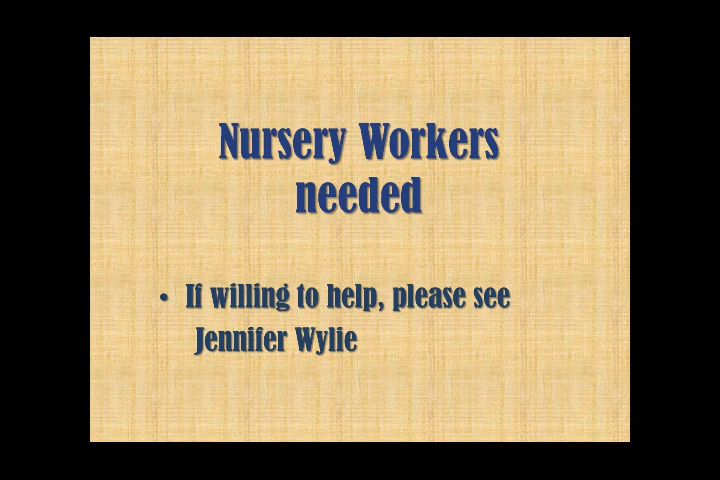 Nursery Workers
needed
• If willing to help, please see
Jennifer Wylie